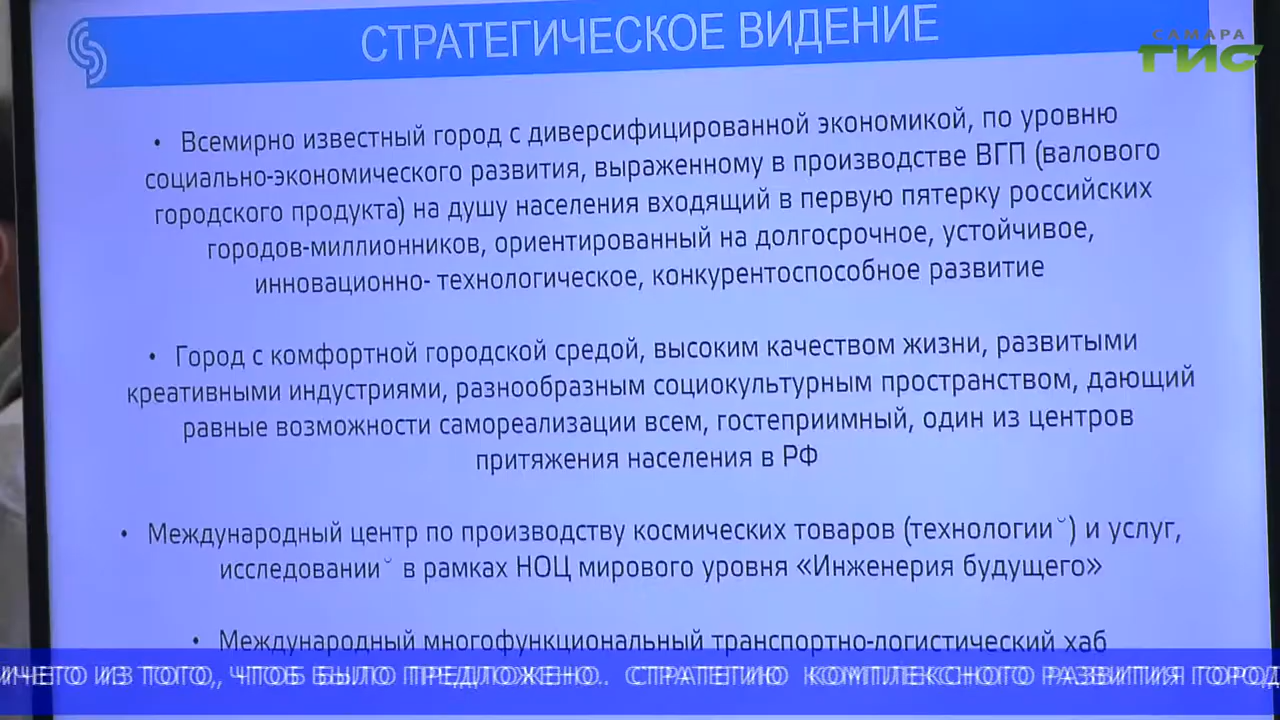 СТРАТЕГИЧЕСКОЕ ВИДЕНИЕ
САМАРА
ГИС
• Всемирно известный город с диверсифицированной экономикой, по уровню
социально-экономического развития, выраженному в производстве ВГП (валового
городского продукта) на душу населения входящий в первую пятерку российских
городов-миллионников, ориентированный на долгосрочное, устойчивое,
инновационно- технологическое, конкурентоспособное развитие
• Город с комфортной городской средой, высоким качеством жизни, развитыми
креативными индустриями, разнообразным социокультурным пространством, дающий
равные возможности самореализации всем, гостеприимный, один из центров
притяжения населения в РФ
• Международный центр по производству космических товаров (технологии˘) и услуг,
исследовании˘ в рамках НОЦ мирового уровня «Инженерия будущего»
• Международный многофункциональный транспортно-логистический хаб
ИЗ ТОГО, ЧТОБ БЫЛО ПРЕДЛОЖЕНО. СТРАТЕГИЮ КОМПЛЕКСНОГО РАЗВИТИЯ ГОРОД